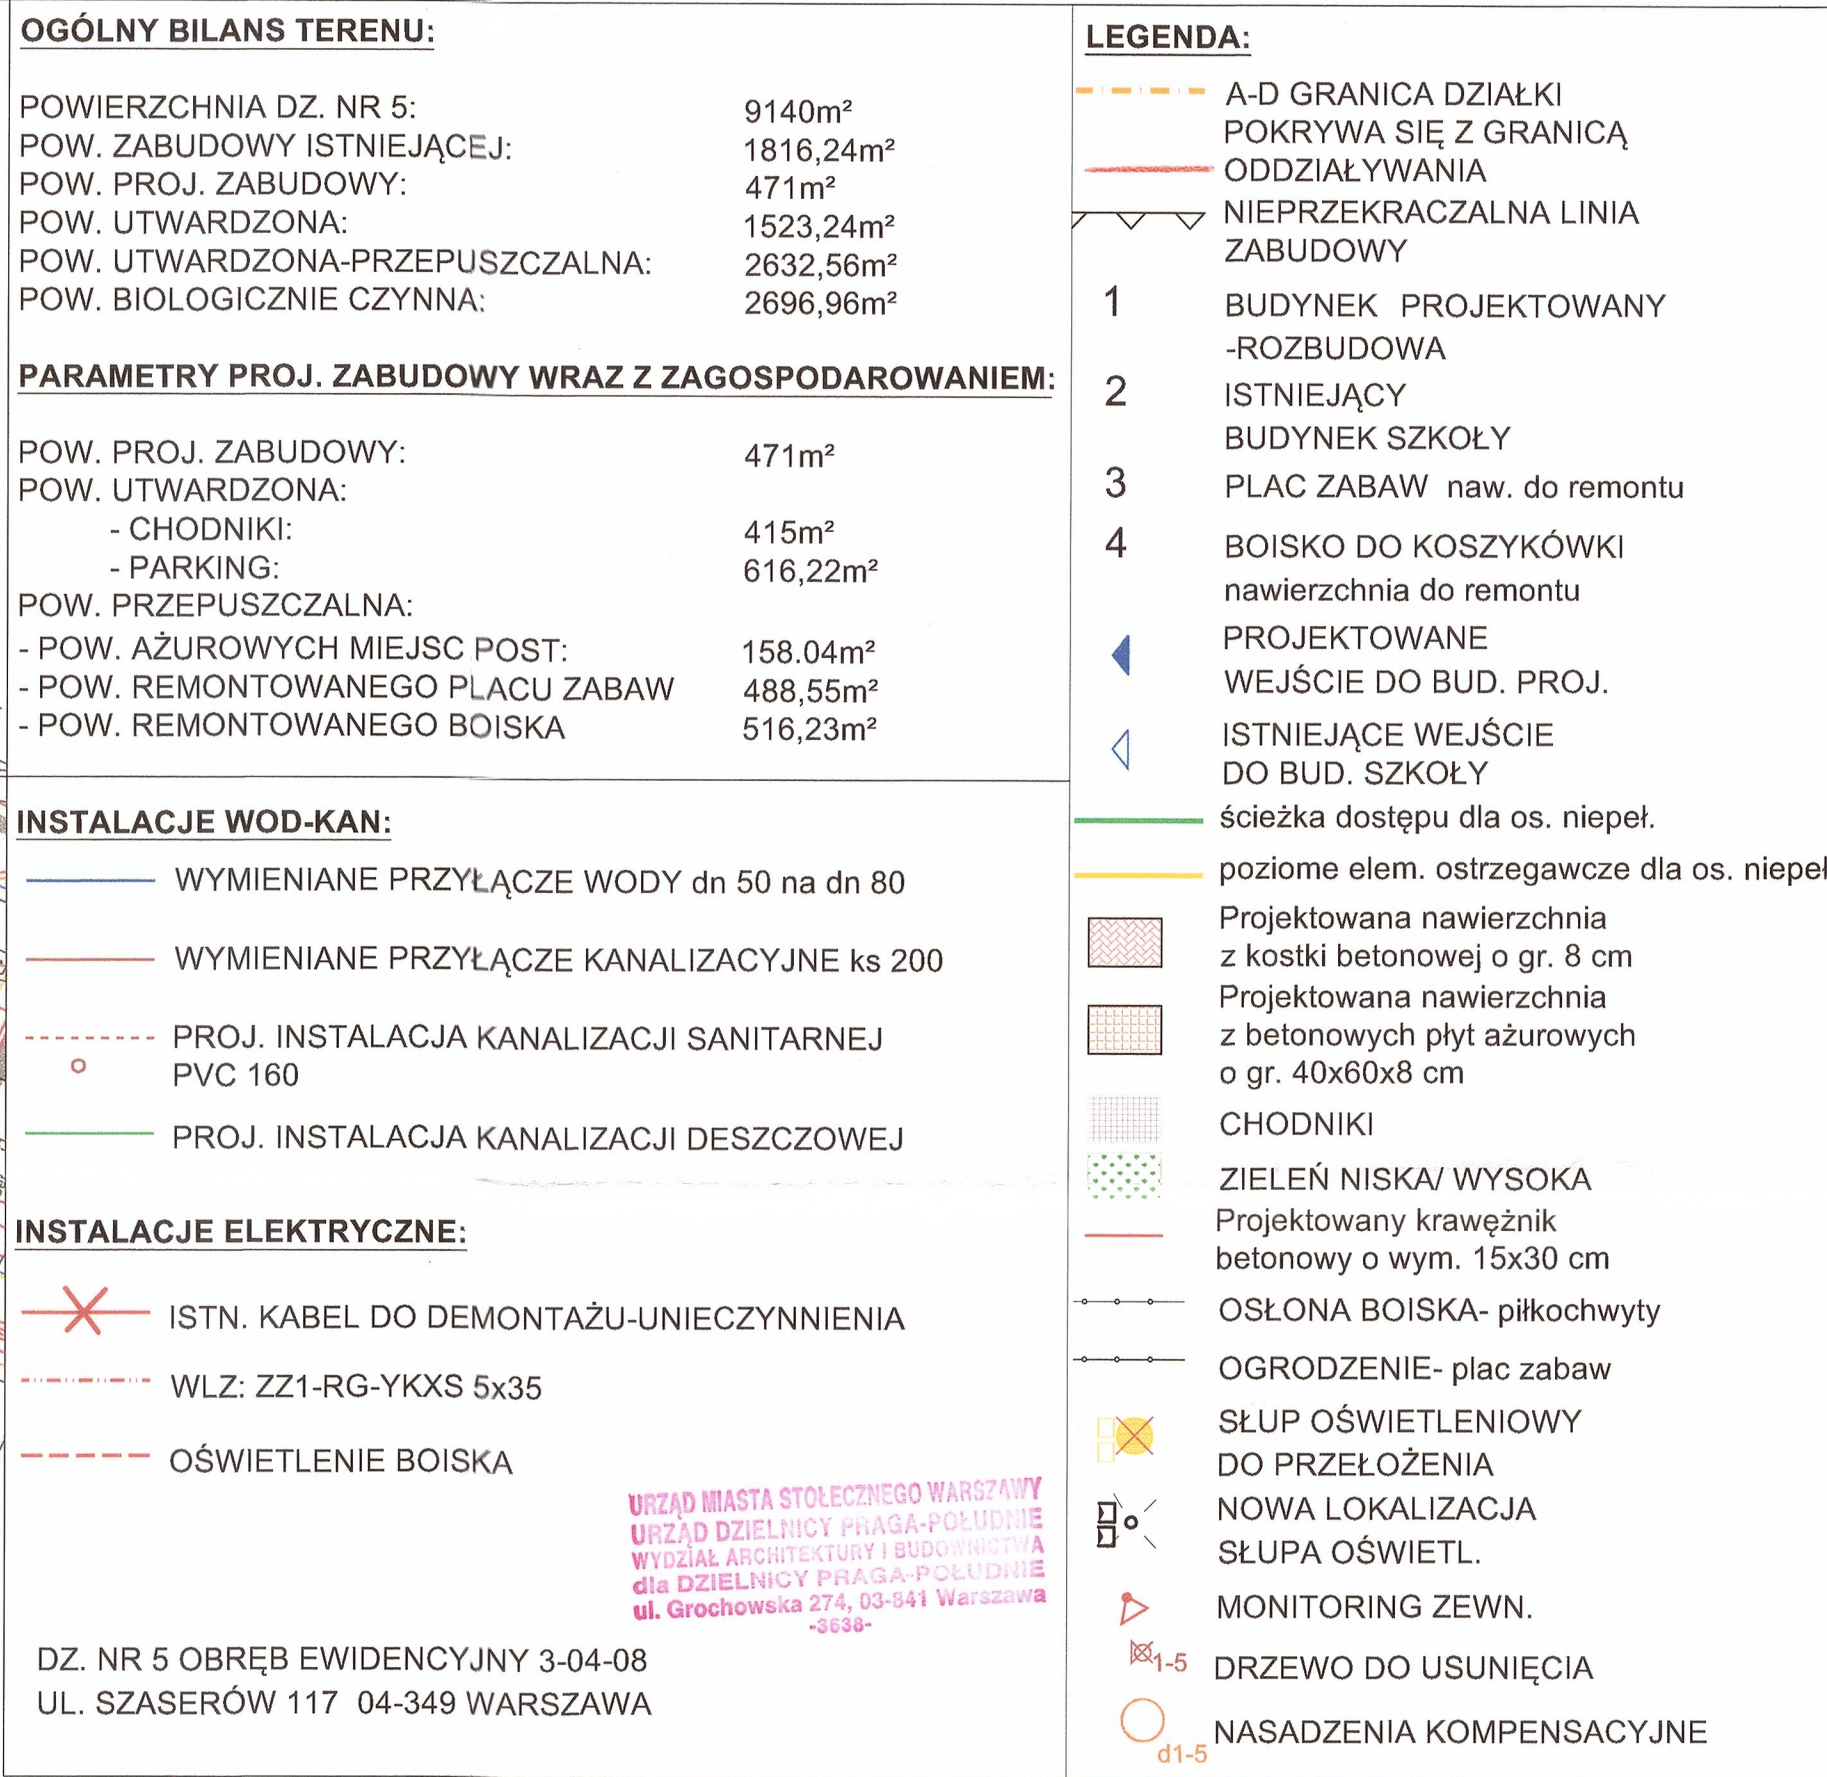 OGÓLNY BILANS TERENU:
POWIERZCHNIA DZ. NR 5: 9140m²
POW. ZABUDOWY ISTNIEJĄCEJ: 1816,24m²
POW. PROJ. ZABUDOWY: 471m²
POW. UTWARDZONA: 1523,24m²
POW. UTWARDZONA-PRZEPUSZCZALNA: 2632,56m²
POW. BIOLOGICZNIE CZYNNA: 2696,96m²
PARAMETRY PROJ. ZABUDOWY WRAZ Z ZAGOSPODAROWANIEM:
POW. PROJ. ZABUDOWY: 471m²
POW. UTWARDZONA:
- CHODNIKI: 415m²
- PARKING: 616,22m²
POW. PRZEPUSZCZALNA:
- POW. AŻUROWYCH MIEJSC POST: 158.04m²
- POW. REMONTOWANEGO PLACU ZABAW 488,55m²
- POW. REMONTOWANEGO BOISKA 516,23m²
INSTALACJE WOD-KAN:
WYMIENIANE PRZYŁĄCZE WODY dn 50 na dn 80
WYMIENIANE PRZYŁĄCZE KANALIZACYJNE ks 200
PROJ. INSTALACJA KANALIZACJI SANITARNEJ
PVC 160
PROJ. INSTALACJA KANALIZACJI DESZCZOWEJ
INSTALACJE ELEKTRYCZNE:
ISTN. KABEL DO DEMONTAŻU-UNIECZYNNIENIA
WLZ: ZZ1-RG-YKXS 5x35
OŚWIETLENIE BOISKA
URZĄD MIASTA STOŁECZNEGO WARSZAWY
URZĄD DZIELNICY PRAGA-POŁUDNIE
WYDZIAŁ ARCHITEKTURY I BUDOWNICTWA
dla DZIELNICY PRAGA-POŁUDNIE
ul. Grochowska 274, 03-841 Warszawa
-3638-
DZ. NR 5 OBRĘB EWIDENCYJNY 3-04-08
UL. SZASERÓW 117 04-349 WARSZAWA
LEGENDA:
A-D GRANICA DZIAŁKI
POKRYWA SIĘ Z GRANICĄ
ODDZIAŁYWANIA
NIEPRZEKRACZALNA LINIA
ZABUDOWY
1 BUDYNEK PROJEKTOWANY
-ROZBUDOWA
2 ISTNIEJĄCY
BUDYNEK SZKOŁY
3 PLAC ZABAW naw. do remontu
4 BOISKO DO KOSZYKÓWKI
nawierzchnia do remontu
PROJEKTOWANE
WEJŚCIE DO BUD. PROJ.
ISTNIEJĄCE WEJŚCIE
DO BUD. SZKOŁY
ścieżka dostępu dla os. niepeł.
poziome elem. ostrzegawcze dla os. niepeł
Projektowana nawierzchnia
z kostki betonowej o gr. 8 cm
Projektowana nawierzchnia
z betonowych płyt ażurowych
o gr. 40x60x8 cm
CHODNIKI
ZIELEŃ NISKA/ WYSOKA
Projektowany krawężnik
betonowy o wym. 15x30 cm
OSŁONA BOISKA- piłkochwyty
OGRODZENIE- plac zabaw
SŁUP OŚWIETLENIOWY
DO PRZEŁOŻENIA
NOWA LOKALIZACJA
SŁUPA OŚWIETL.
MONITORING ZEWN.
1-5 DRZEWO DO USUNIĘCIA
NASADZENIA KOMPENSACYJNE
d1-5